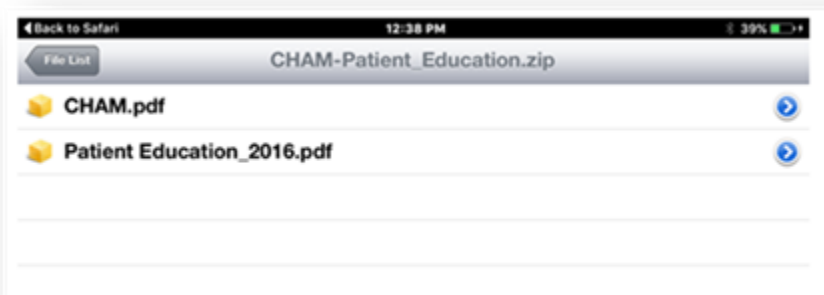 Back to Safari 12:38 PM 39%
File List CHAM-Patient_Education.zip
CHAM.pdf
Patient Education_2016.pdf